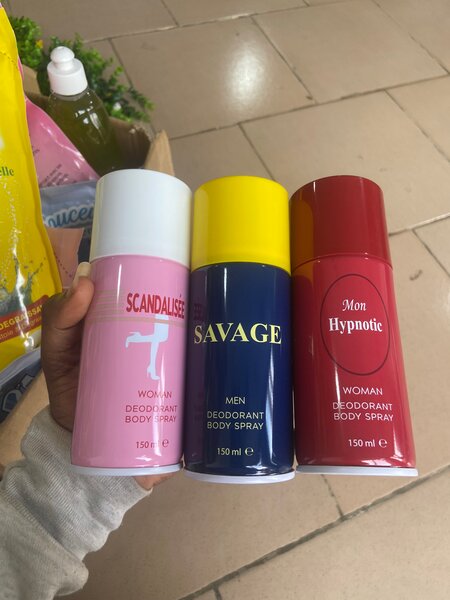 SCANDALISÉE
WOMAN
DEODORANT
BODY SPRAY
150 ml ℮
SAVAGE
MEN
DEODORANT
BODY SPRAY
150 ml ℮
Mon
Hypnotic
WOMAN
DEODORANT
BODY SPRAY
150 ml ℮
elle